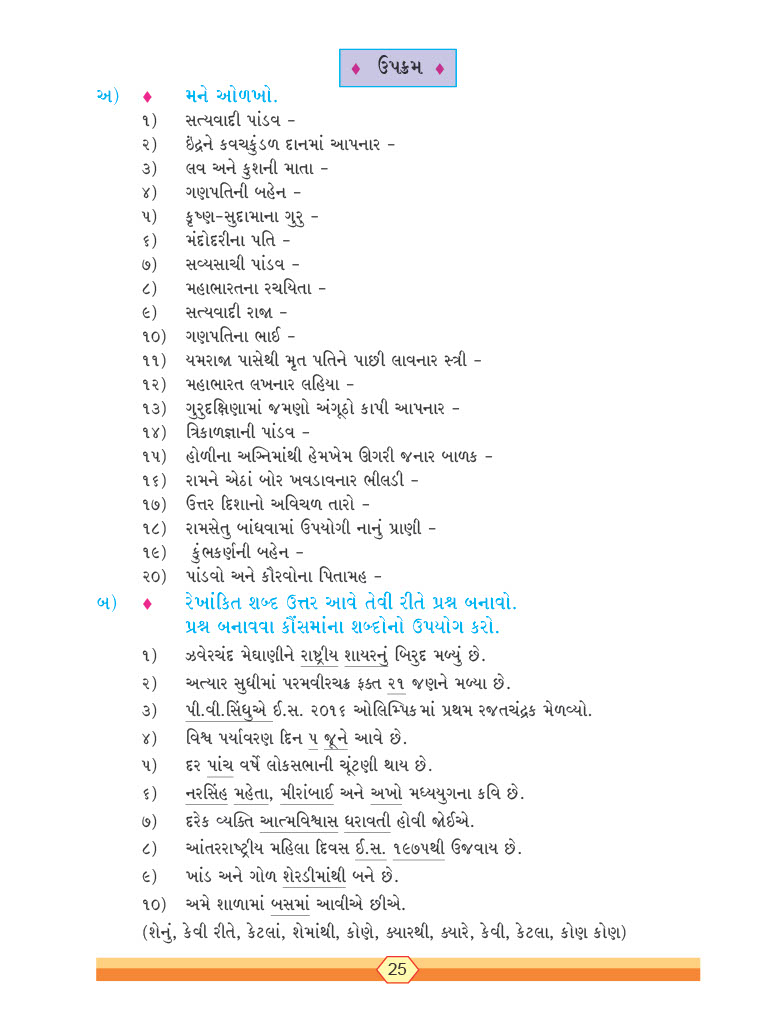 ♦ ઉપક્રમ ♦
અ) ♦ મને ઓળખો.
૧) સત્યવાદી પાંડવ –
૨) ઇંદ્રને કવચકુંડળ દાનમાં આપનાર –
૩) લવ અને કુશની માતા –
૪) ગણપતિની બહેન –
૫) કૃષ્ણ-સુદામાના ગુરુ –
૬) મંદોદરીના પતિ –
૭) સવ્યસાચી પાંડવ –
૮) મહાભારતના રચયિતા –
૯) સત્યવાદી રાજા –
૧૦) ગણપતિના ભાઈ –
૧૧) યમરાજા પાસેથી મૃત પતિને પાછી લાવનાર સ્ત્રી –
૧૨) મહાભારત લખનાર લહિયા –
૧૩) ગુરુદક્ષિણામાં જમણો અંગૂઠો કાપી આપનાર –
૧૪) ત્રિકાળજ્ઞાની પાંડવ –
૧૫) હોળીના અગ્નિમાંથી હેમખેમ ઊગરી જનાર બાળક –
૧૬) રામને એઠાં બોર ખવડાવનાર ભીલડી –
૧૭) ઉત્તર દિશાનો અવિચળ તારો –
૧૮) રામસેતુ બાંધવામાં ઉપયોગી નાનું પ્રાણી –
૧૯) કુંભકર્ણની બહેન –
૨૦) પાંડવો અને કૌરવોના પિતામહ –
બ) ♦ રેખાંકિત શબ્દ ઉત્તર આવે તેવી રીતે પ્રશ્ન બનાવો.
પ્રશ્ન બનાવવા કૌંસમાંના શબ્દોનો ઉપયોગ કરો.
૧) ઝવેરચંદ મેઘાણીને રાષ્ટ્રીય શાયરનું બિરુદ મળ્યું છે.
૨) અત્યાર સુધીમાં પરમવીરચક્ર ફક્ત ૨૧ જણને મળ્યા છે.
૩) પી.વી.સિંધુએ ઈ.સ. ૨૦૧૬ ઓલિમ્પિકમાં પ્રથમ રજતચંદ્રક મેળવ્યો.
૪) વિશ્વ પર્યાવરણ દિન ૫ જૂને આવે છે.
૫) દર પાંચ વર્ષે લોકસભાની ચૂંટણી થાય છે.
૬) નરસિંહ મહેતા, મીરાંબાઈ અને અખો મધ્યયુગના કવિ છે.
૭) દરેક વ્યક્તિ આત્મવિશ્વાસ ધરાવતી હોવી જોઈએ.
૮) આંતરરાષ્ટ્રીય મહિલા દિવસ ઈ.સ. ૧૯૭૫થી ઉજવાય છે.
૯) ખાંડ અને ગોળ શેરડીમાંથી બને છે.
૧૦) અમે શાળામાં બસમાં આવીએ છીએ.
(શેનું, કેવી રીતે, કેટલાં, શેમાંથી, કોણે, ક્યારથી, ક્યારે, કેવી, કેટલા, કોણ કોણ)
25